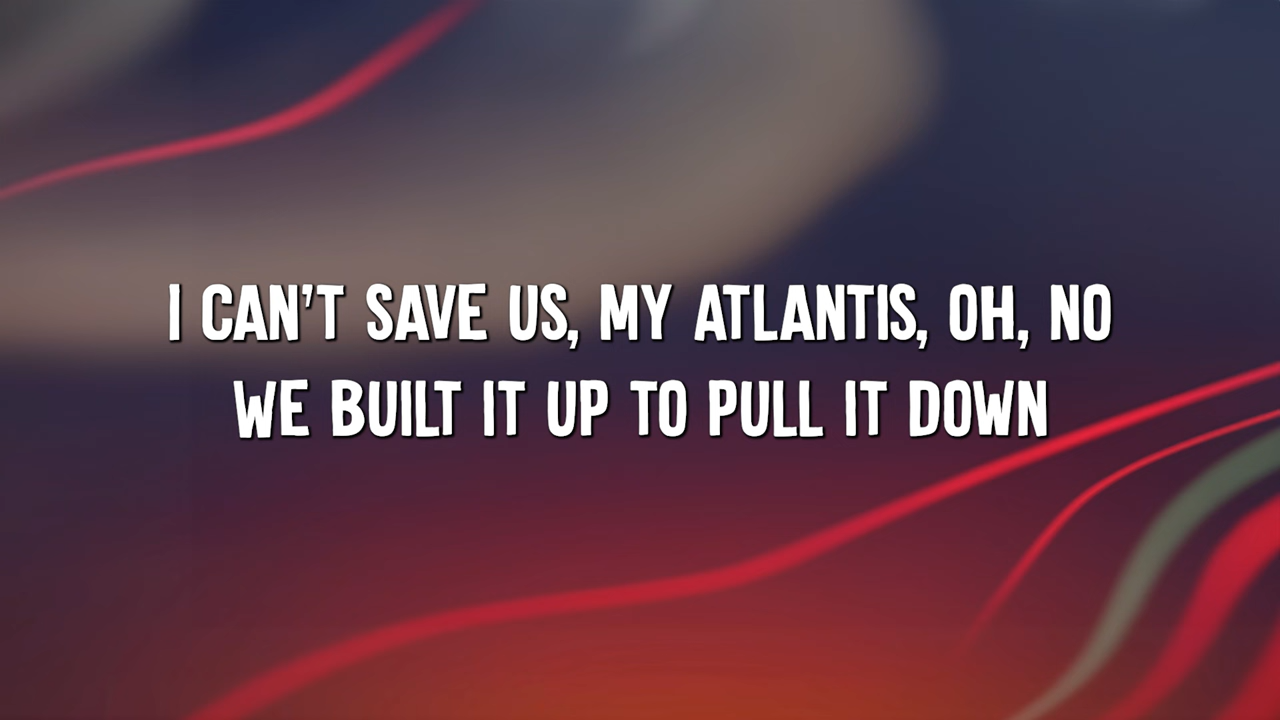 I CAN'T SAVE US, MY ATLANTIS, OH, NO
WE BUILT IT UP TO PULL IT DOWN